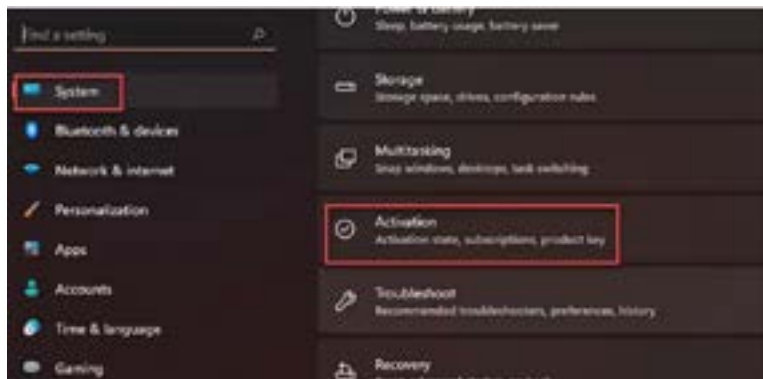 Find a setting
System
Bluetooth & devices
Network & internet
Personalization
Apps
Accounts
Time & language
Gaming
Power & battery
Sleep, battery usage, battery saver
Storage
Storage space, drives, configuration rules
Multitasking
Snap windows, desktops, task switching
Activation
Activation state, subscriptions, product key
Troubleshoot
Recommended troubleshooters, preferences, history
Recovery